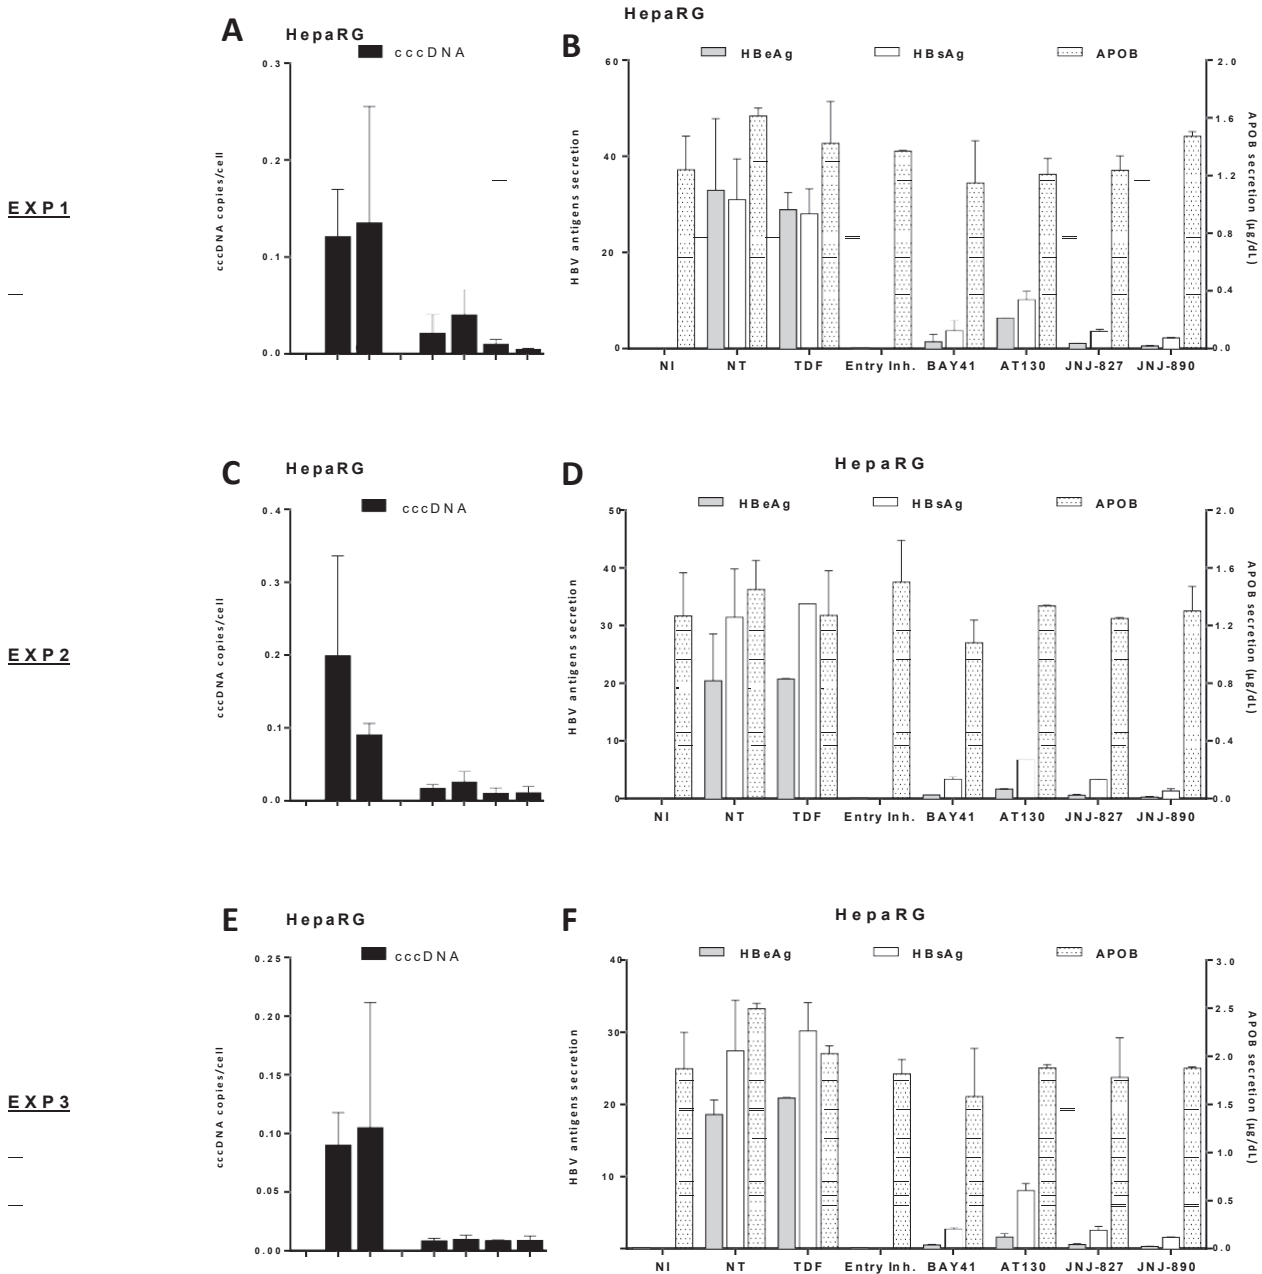 A
HepaRG
cccDNA
0.3
0.2
0.1
0.0
cccDNA copies/cell
EXP1
B
HepaRG
HBeAg
HBsAg
APOB
60
40
20
0
HBV antigens secretion
2.0
1.6
1.2
0.8
0.4
0.0
APOB secretion (µg/dL)
NI NT TDF Entry Inh. BAY41 AT130 JNJ-827 JNJ-890
C
HepaRG
cccDNA
0.4
0.3
0.2
0.1
0.0
cccDNA copies/cell
EXP2
D
HepaRG
HBeAg
HBsAg
APOB
50
40
30
20
10
0
HBV antigens secretion
2.0
1.6
1.2
0.8
0.4
0.0
APOB secretion (µg/dL)
NI NT TDF Entry Inh. BAY41 AT130 JNJ-827 JNJ-890
E
HepaRG
cccDNA
0.25
0.20
0.15
0.10
0.05
0.00
cccDNA copies/cell
EXP3
F
HepaRG
HBeAg
HBsAg
APOB
40
30
20
10
HBV antigens secretion
3.0
2.5
2.0
1.5
1.0
0.5
0.0
APOB secretion (µg/dL)
NI NT TDF Entry Inh. BAY41 AT130 JNJ-827 JNJ-890